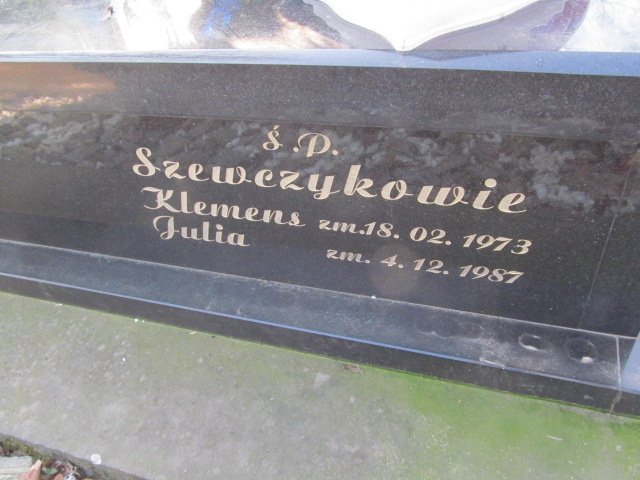 Ś.P.
Szewczykowie
Klemens zm.18.02.1973
Julia zm. 4.12.1987